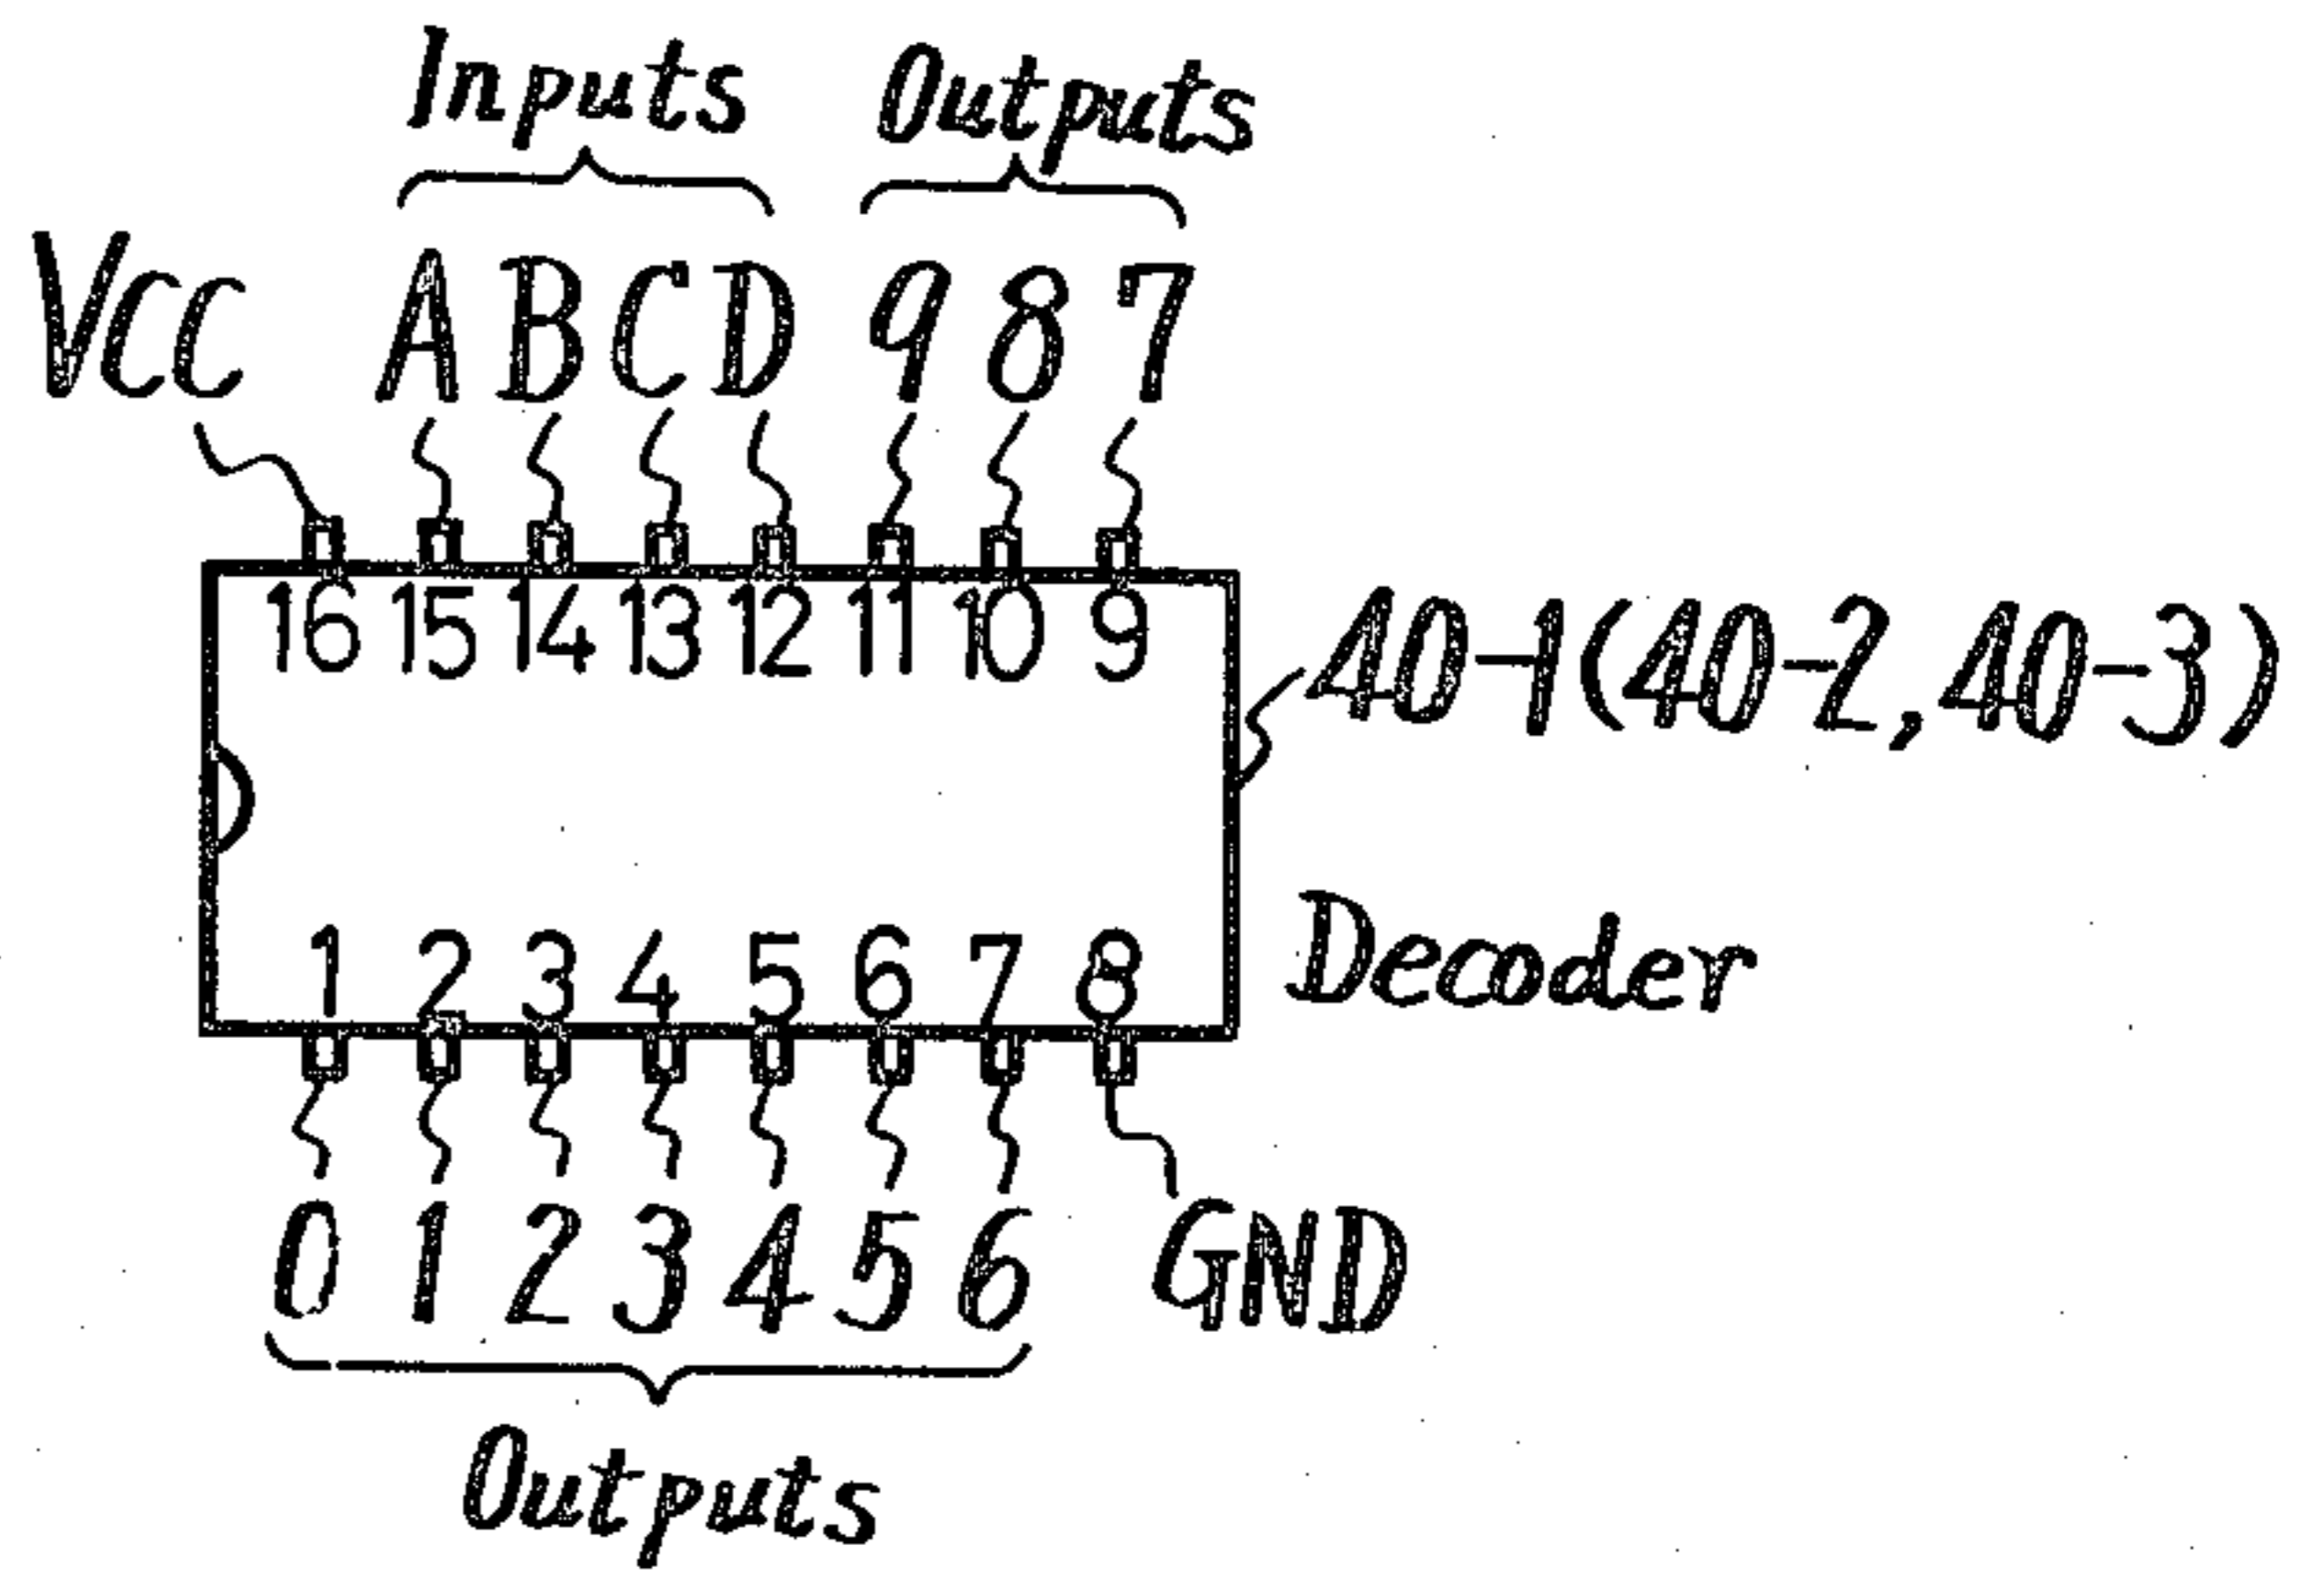 Inputs Outputs
VCC A B C D 9 8 7
16 15 14 13 12 11 10 9
40-1(40-2,40-3)
Decoder
1 2 3 4 5 6 7 8
0 1 2 3 4 5 6 GND
Outputs